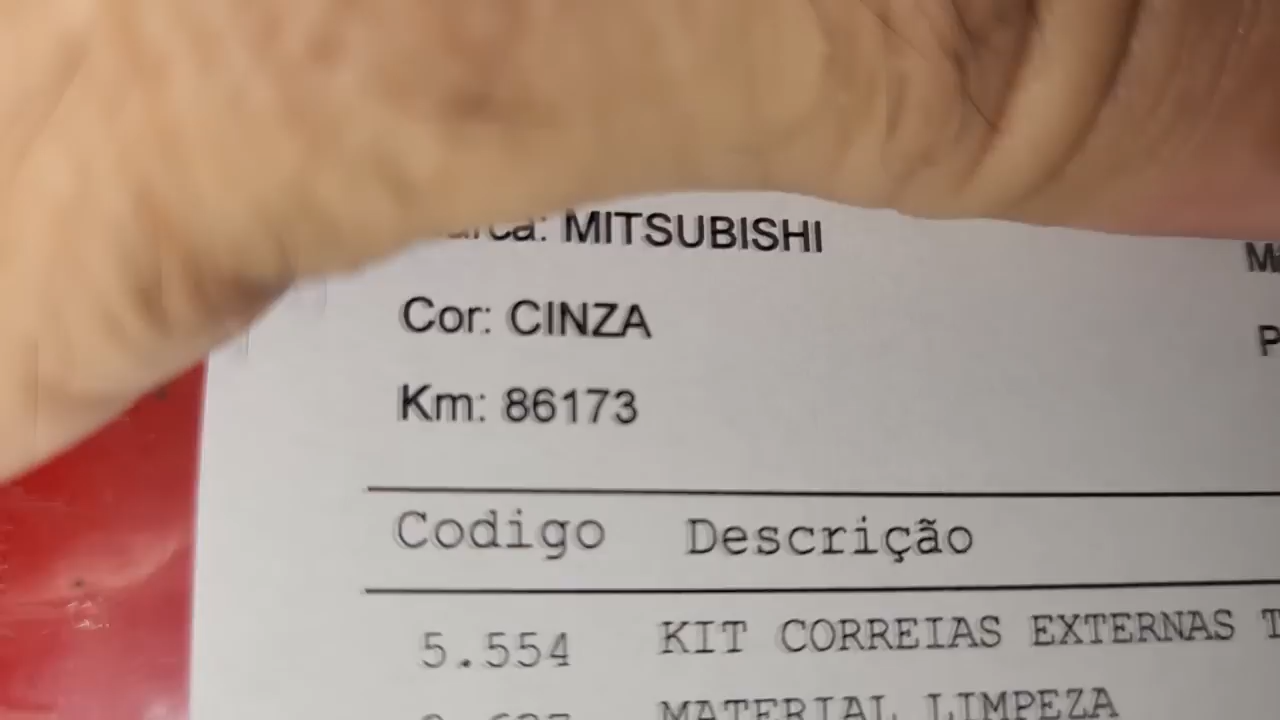 MITSUBISHI
Cor: CINZA
Km: 86173
Codigo Descrição
5.554 KIT CORREIAS EXTERNAS
MATERIAL LIMPEZA